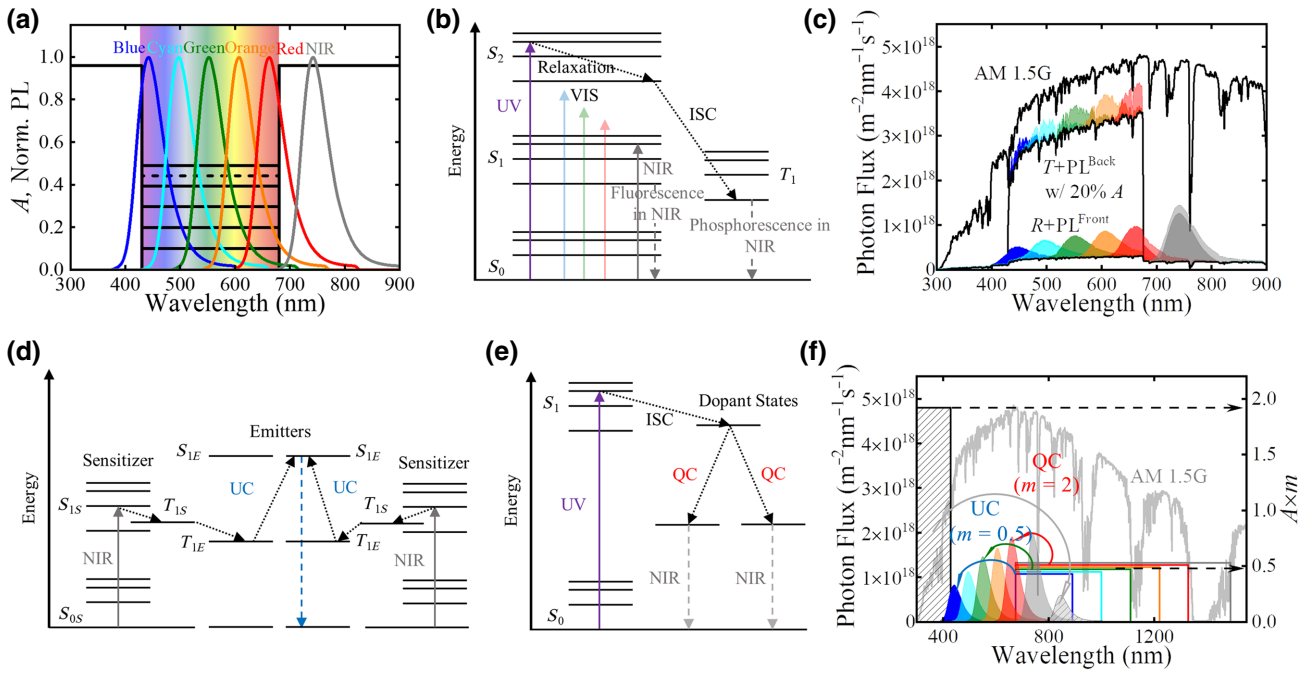 (a)
Blue Cyan Green Orange Red NIR
A, Norm. PL
1.0
0.8
0.6
0.4
0.2
0.0
300 400 500 600 700 800 900
Wavelength (nm)
(b)
Energy
S2
Relaxation
UV
VIS
ISC
S1
NIR
T1
Fluorescence
in NIR
Phosphorescence in
NIR
S0
(c)
Photon Flux (m−2nm−1s−1)
5×10^18
4×10^18
3×10^18
2×10^18
1×10^18
0
AM 1.5G
T+PL^Back
w/ 20% A
R+PL^Front
300 400 500 600 700 800 900
Wavelength (nm)
(d)
Energy
Emitters
S1E S1E
Sensitizer Sensitizer
UC UC
S1S T1S T1S S1S
T1E T1E
NIR NIR
S0S
(e)
Energy
S1
ISC
Dopant States
QC QC
UV
NIR NIR
S0
(f)
Photon Flux (m−2nm−1s−1)
5×10^18
4×10^18
3×10^18
2×10^18
1×10^18
0
QC
(m = 2)
AM 1.5G
UC
(m = 0.5)
2.0
1.5
1.0
0.5
0.0
A×m
400 800 1200
Wavelength (nm)